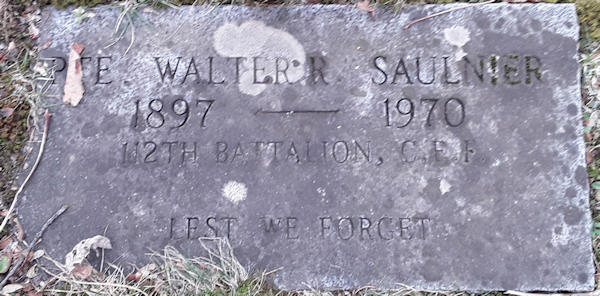 PTE. WALTER R. SAULNIER
1897 — 1970
112TH BATTALION, C.E.F.
LEST WE FORGET